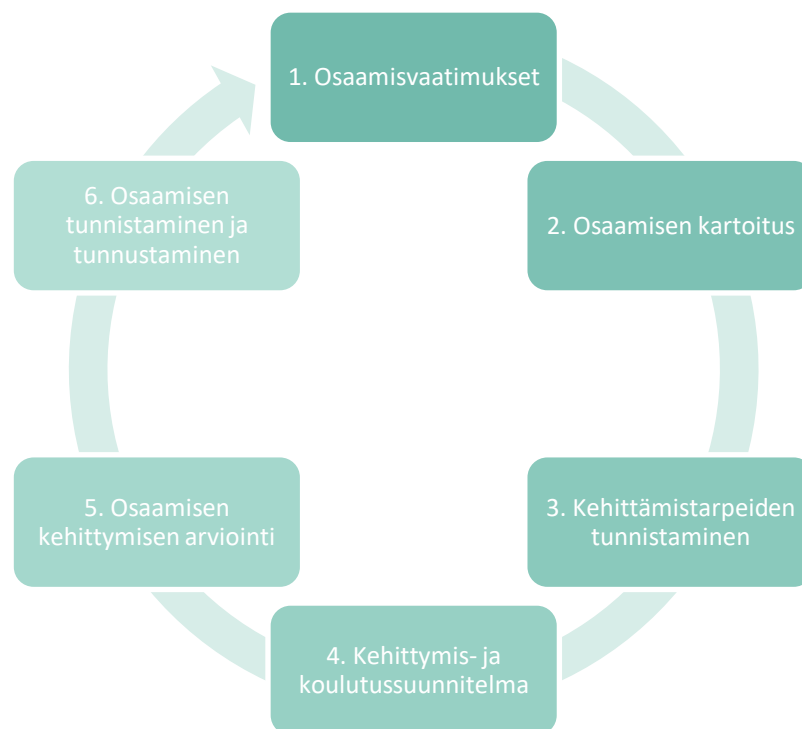 1. Osaamisvaatimukset
2. Osaamisen kartoitus
3. Kehittämistarpeiden
tunnistaminen
4. Kehittymis- ja
koulutussuunnitelma
5. Osaamisen
kehittymisen arviointi
6. Osaamisen
tunnistaminen ja
tunnustaminen